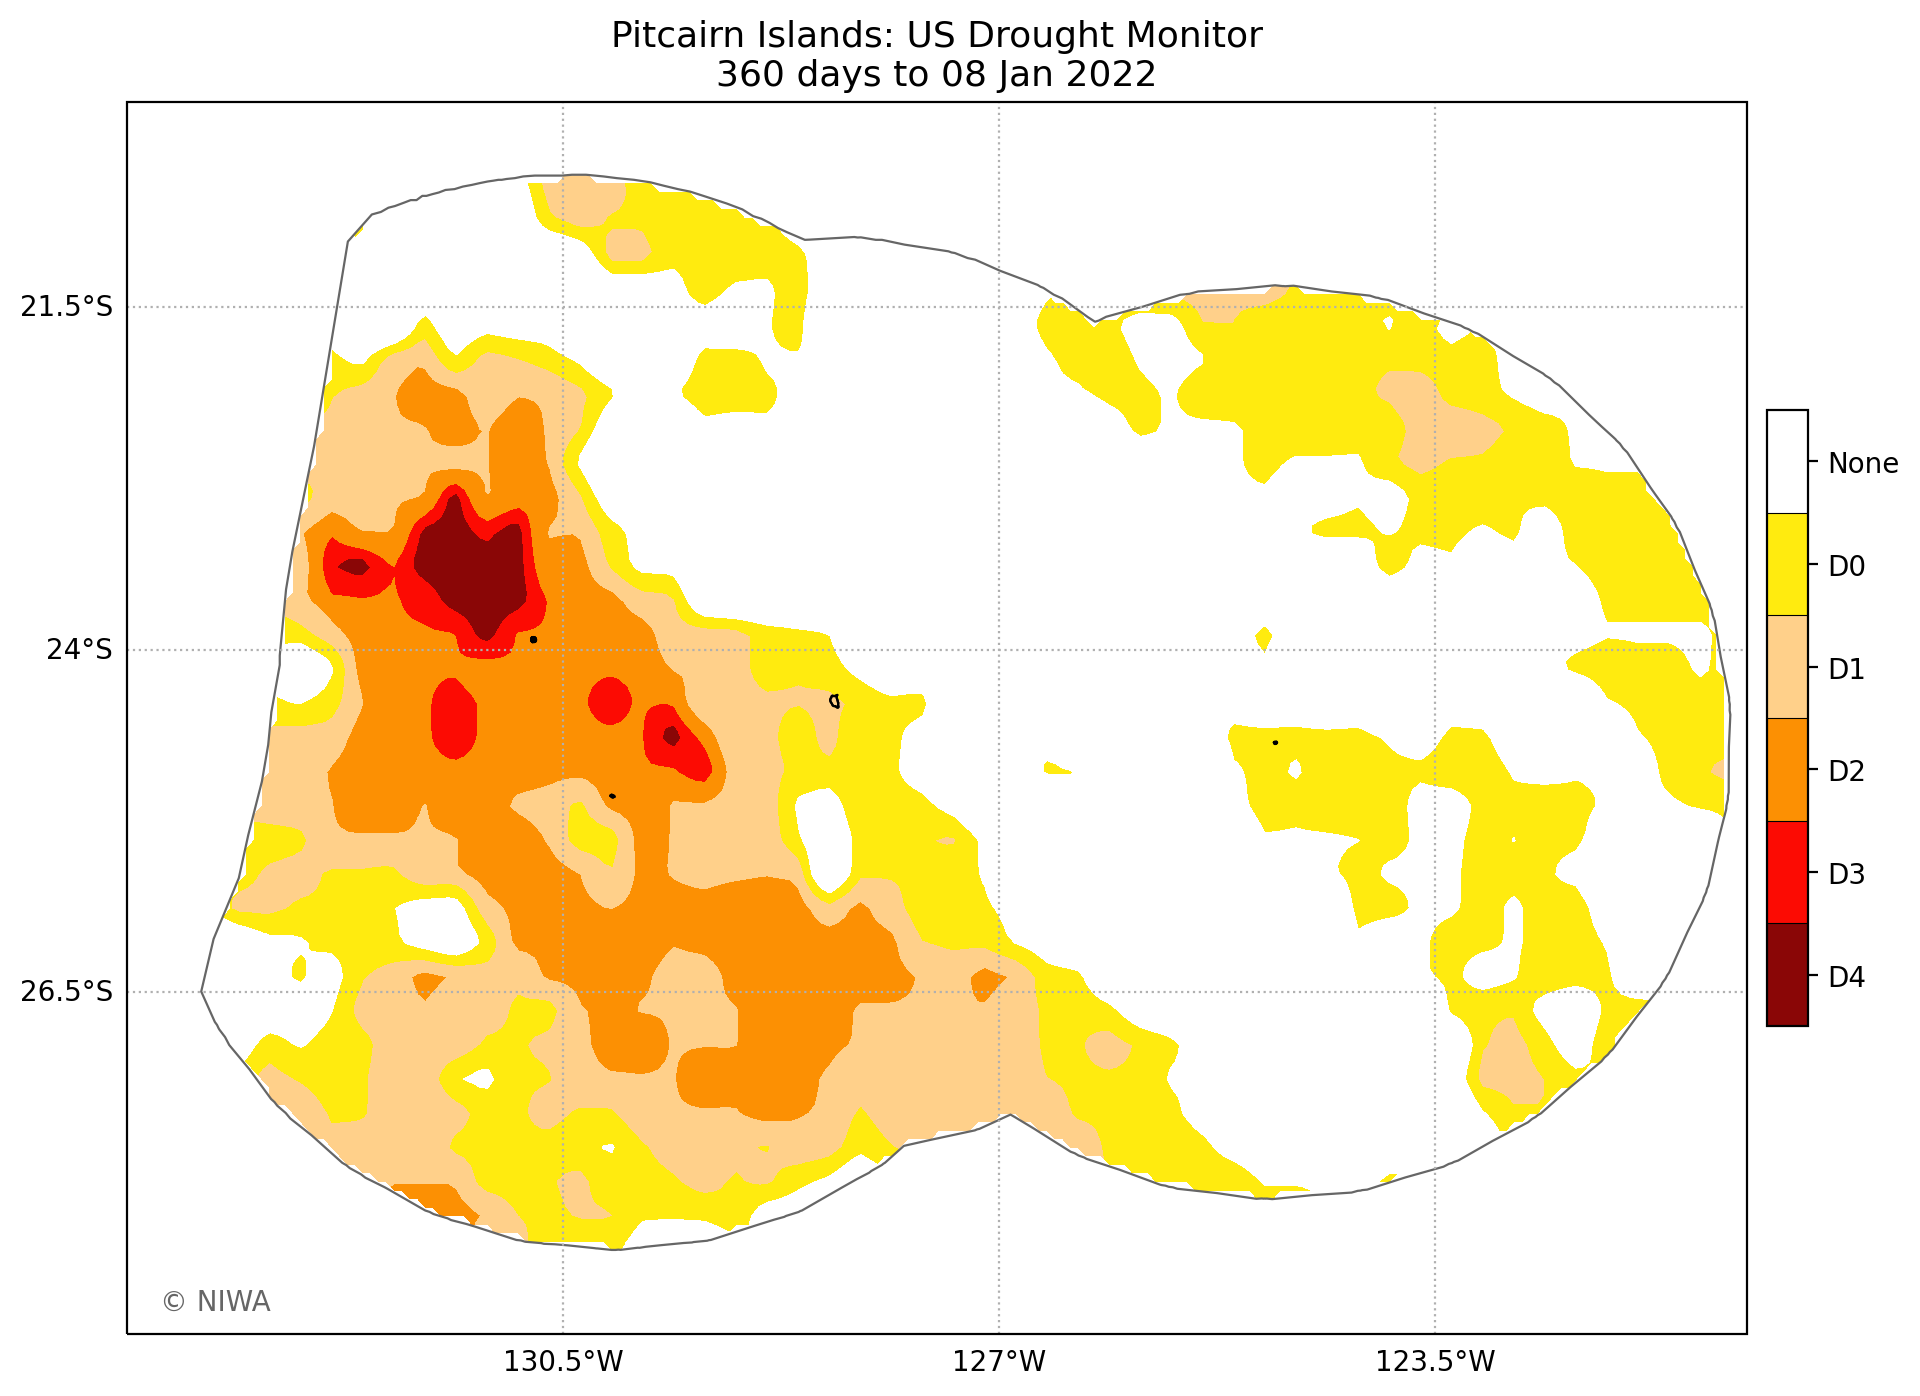 Pitcairn Islands: US Drought Monitor
360 days to 08 Jan 2022
21.5°S
24°S
26.5°S
130.5°W
127°W
123.5°W
None
D0
D1
D2
D3
D4
© NIWA